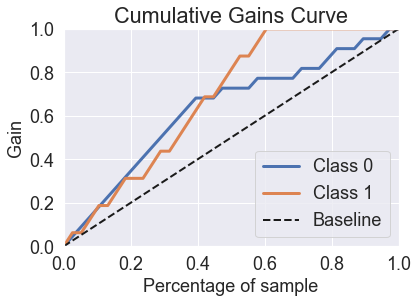 Cumulative Gains Curve
1.0
0.8
0.6
0.4
0.2
0.0
Gain
Class 0
Class 1
Baseline
0.0 0.2 0.4 0.6 0.8 1.0
Percentage of sample